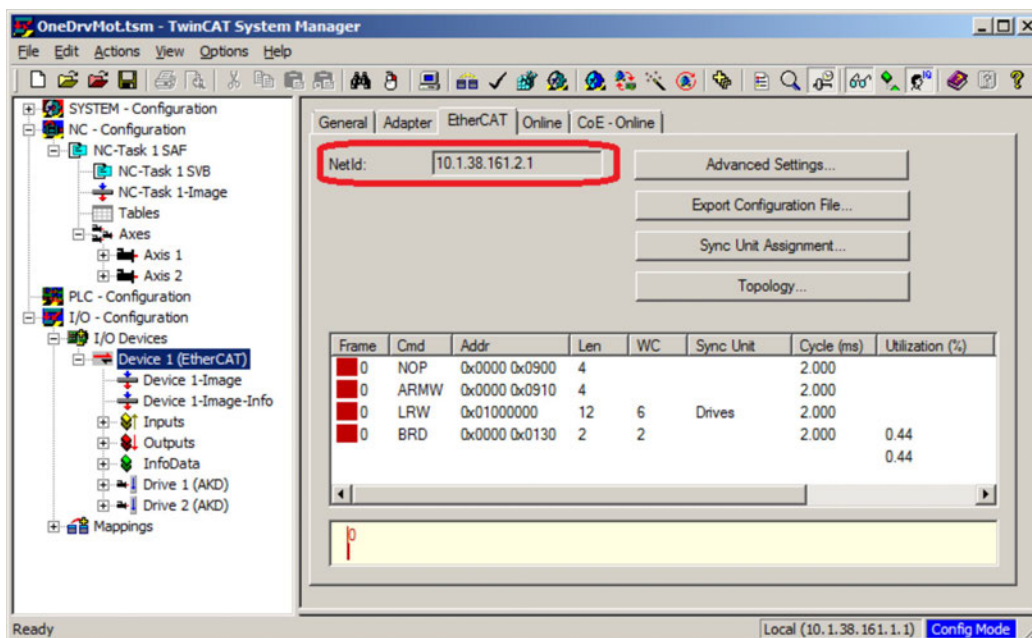 OneDrvMot.tsm - TwinCAT System Manager
File Edit Actions View Options Help
SYSTEM - Configuration
NC - Configuration
NC-Task 1 SAF
NC-Task 1 SVB
NC-Task 1-Image
Tables
Axes
Axis 1
Axis 2
PLC - Configuration
I/O - Configuration
I/O Devices
Device 1 (EtherCAT)
Device 1-Image
Device 1-Image-Info
Inputs
Outputs
InfoData
Drive 1 (AKD)
Drive 2 (AKD)
Mappings
General Adapter EtherCAT Online CoE - Online
NetId: 10.1.38.161.2.1
Advanced Settings...
Export Configuration File...
Sync Unit Assignment...
Topology...
Frame Cmd Addr Len WC Sync Unit Cycle (ms) Utilization (%)
0 NOP 0x0000 0x0900 4 2.000
0 ARMW 0x0000 0x0910 4 2.000
0 LRW 0x01000000 12 6 Drives 2.000
0 BRD 0x0000 0x0130 2 2 2.000 0.44
0.44
0
Ready Local (10.1.38.161.1.1) Config Mode